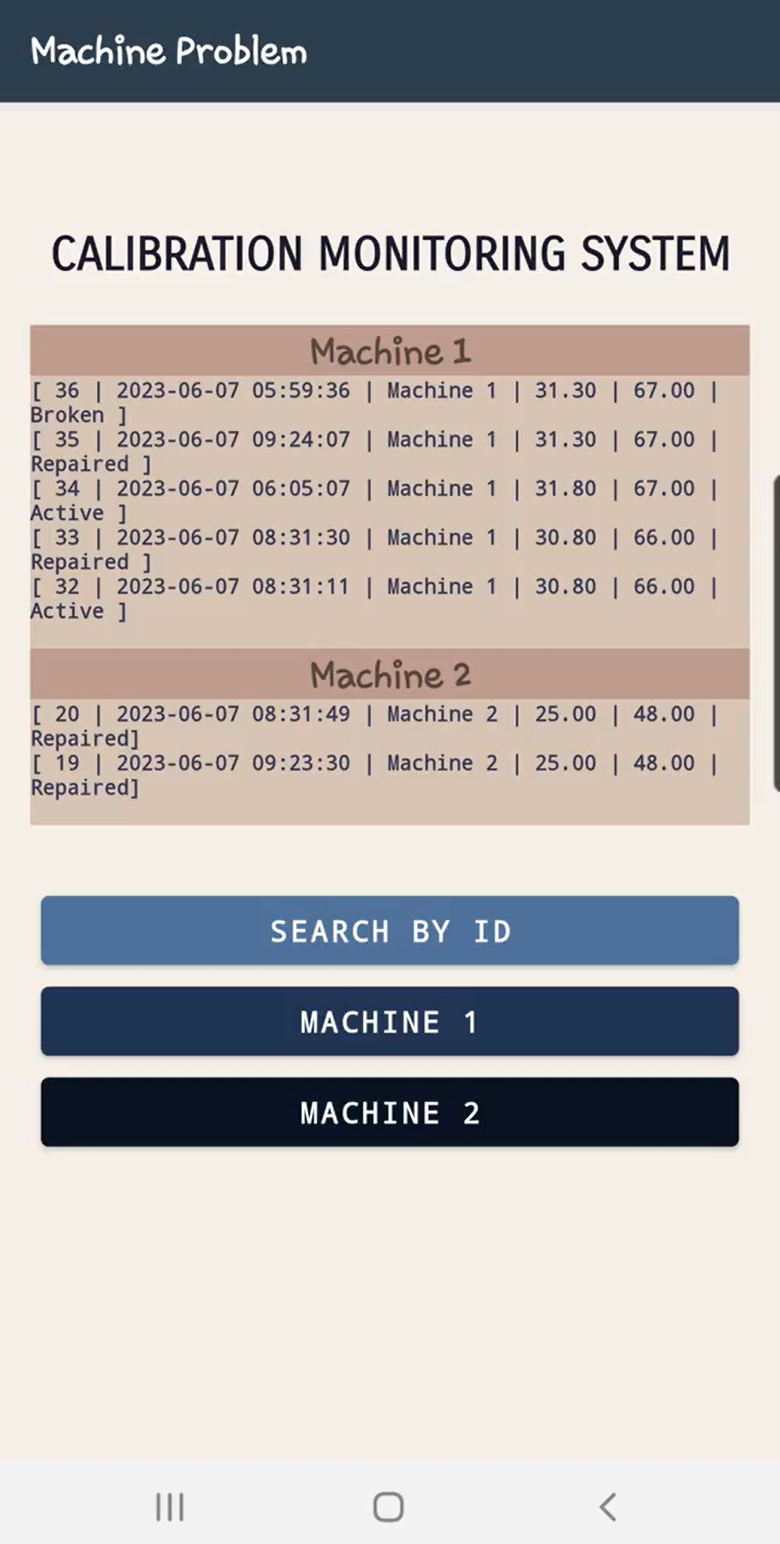 Machine Problem
CALIBRATION MONITORING SYSTEM
Machine 1
[ 36 | 2023-06-07 05:59:36 | Machine 1 | 31.30 | 67.00 |
Broken ]
[ 35 | 2023-06-07 09:24:07 | Machine 1 | 31.30 | 67.00 |
Repaired ]
[ 34 | 2023-06-07 06:05:07 | Machine 1 | 31.80 | 67.00 |
Active ]
[ 33 | 2023-06-07 08:31:30 | Machine 1 | 30.80 | 66.00 |
Repaired ]
[ 32 | 2023-06-07 08:31:11 | Machine 1 | 30.80 | 66.00 |
Active ]
Machine 2
[ 20 | 2023-06-07 08:31:49 | Machine 2 | 25.00 | 48.00 |
Repaired]
[ 19 | 2023-06-07 09:23:30 | Machine 2 | 25.00 | 48.00 |
Repaired]
SEARCH BY ID
MACHINE 1
MACHINE 2